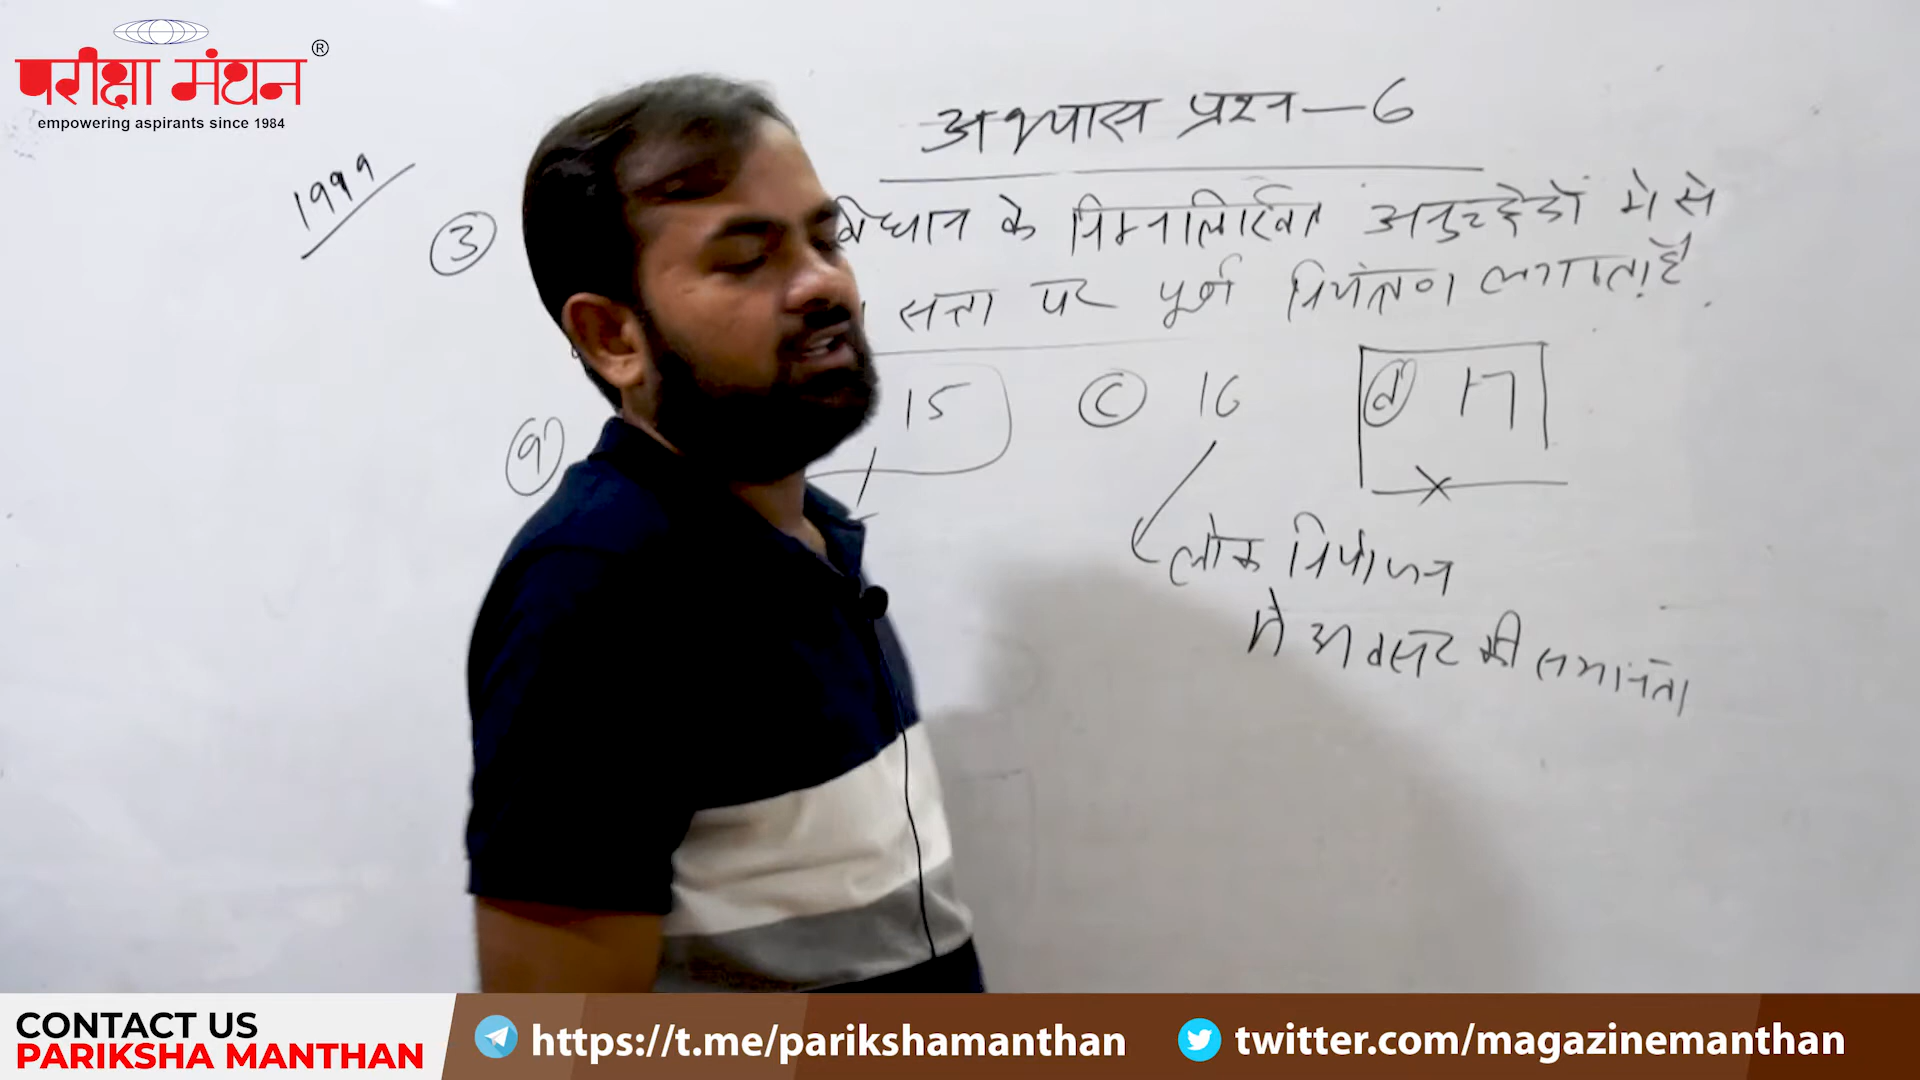 परीक्षा मंथन ®
empowering aspirants since 1984
1999
अभ्यास प्रश्न - 6
③ विधान के निम्नलिखित अनुच्छेदों में से
सत्ता पर पूर्ण नियंत्रण लगाता है
ⓐ 15 ⓒ 16 ⓓ 17
लोक नियोजन
में अवसर की समानता
CONTACT US
PARIKSHA MANTHAN
https://t.me/parikshamanthan
twitter.com/magazinemanthan